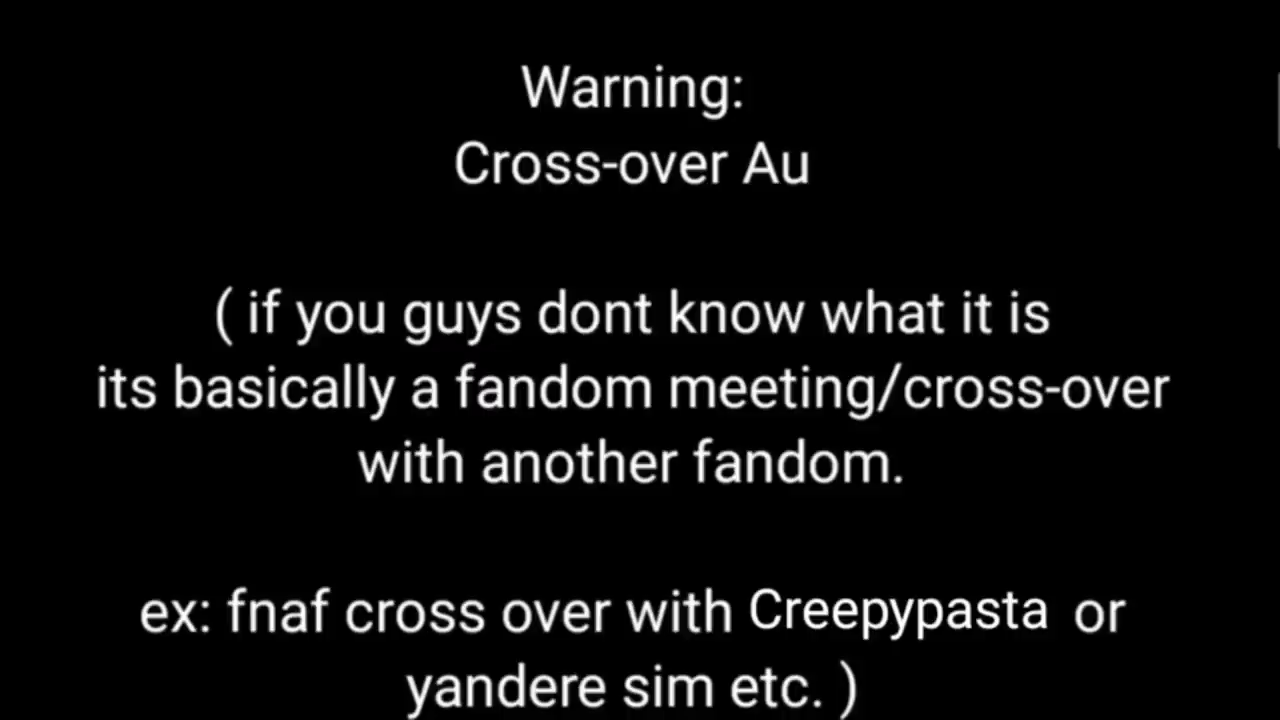 Warning:
Cross-over Au
( if you guys dont know what it is
its basically a fandom meeting/cross-over
with another fandom.
ex: fnaf cross over with Creepypasta or
yandere sim etc. )